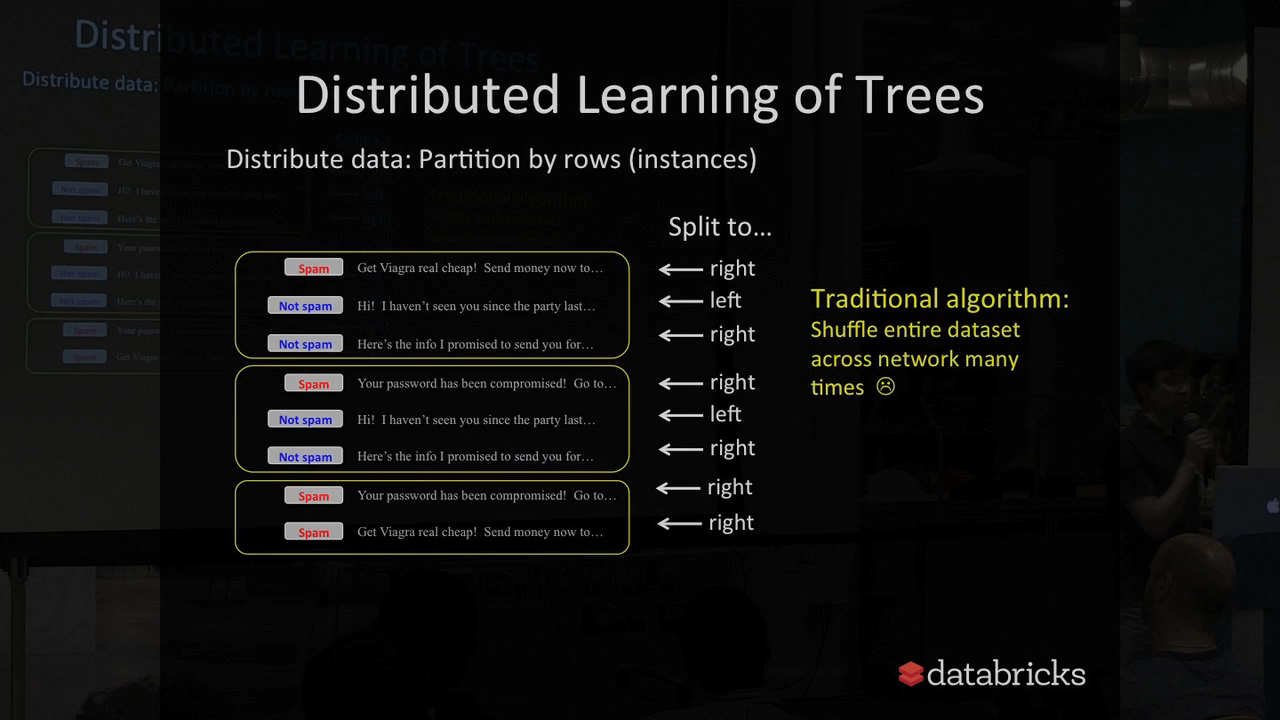 Distributed Learning of Trees
Distribute data: Partition by rows (instances)
Split to...
Spam Get Viagra real cheap! Send money now to… right
Not spam Hi! I haven't seen you since the party last… left
Not spam Here's the info I promised to send you for… right
Spam Your password has been compromised! Go to… right
Not spam Hi! I haven't seen you since the party last… left
Not spam Here's the info I promised to send you for… right
Spam Your password has been compromised! Go to… right
Spam Get Viagra real cheap! Send money now to… right
Traditional algorithm:
Shuffle entire dataset
across network many
times ☹
databricks